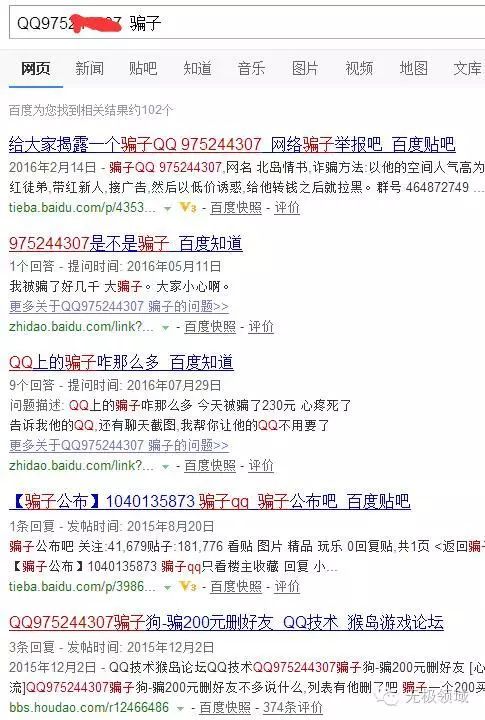 QQ975244307 骗子
网页 新闻 贴吧 知道 音乐 图片 视频 地图 文库
百度为您找到相关结果约102个
给大家揭露一个骗子QQ 975244307 网络骗子举报吧 百度贴吧
2016年2月14日 - 骗子QQ 975244307,网名 北岛情书,诈骗方法:以他的空间人气高为
红徒弟,带红新人,接广告,然后以低价诱惑,给他转钱之后就拉黑。群号 464872749 ...
tieba.baidu.com/p/4353... V3 - 百度快照 - 评价
975244307是不是骗子 百度知道
1个回答 - 提问时间: 2016年05月11日
我被骗了好几千 大骗子。大家小心啊。
更多关于QQ975244307 骗子的问题>>
zhidao.baidu.com/link?... - 百度快照 - 评价
QQ上的骗子咋那么多 百度知道
9个回答 - 提问时间: 2016年07月29日
问题描述: QQ上的骗子咋那么多 今天被骗了230元 心疼死了
告诉我他的QQ,还有聊天截图,我帮你让他的QQ不用要了
更多关于QQ975244307 骗子的问题>>
zhidao.baidu.com/link?... - 百度快照 - 评价
【骗子公布】1040135873 骗子qq 骗子公布吧 百度贴吧
1条回复 - 发帖时间: 2015年8月20日
骗子公布吧 关注:41,679贴子:181,776 看贴 图片 精品 玩乐 0回复贴,共1页 <返回骗子
【骗子公布】1040135873 骗子qq只看楼主收藏 回复 小...
tieba.baidu.com/p/3986... V3 - 百度快照 - 评价
QQ975244307骗子狗-骗200元删好友 QQ技术 猴岛游戏论坛
3条回复 - 发帖时间: 2015年12月2日
2015年12月2日 - QQ技术猴岛论坛QQ技术QQ975244307骗子狗-骗200元删好友 [心
流]QQ975244307骗子狗-骗200元删好友不多说什么,列表有他删了吧 骗子一个200买
bbs.houdao.com/r12466486 - 百度快照 - 374条评价
无极领域